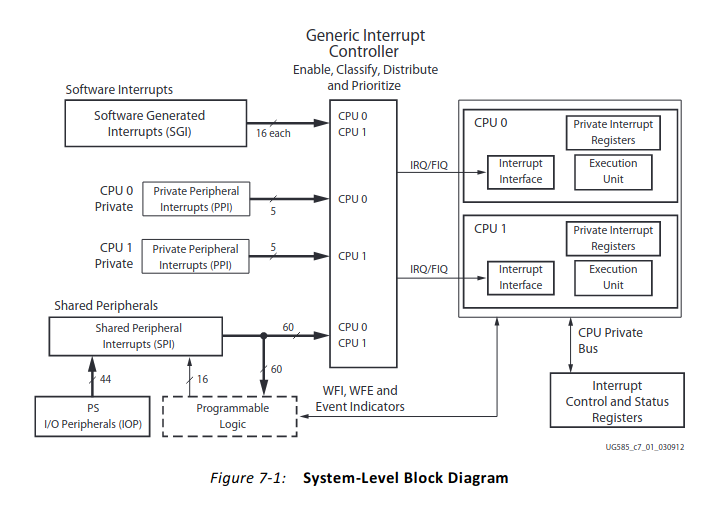 Generic Interrupt
Controller
Enable, Classify, Distribute
and Prioritize
Software Interrupts
Software Generated
Interrupts (SGI)
16 each
CPU 0
CPU 1
CPU 0
Private
Private Peripheral
Interrupts (PPI)
5
CPU 0
CPU 1
Private
Private Peripheral
Interrupts (PPI)
5
CPU 1
Shared Peripherals
Shared Peripheral
Interrupts (SPI)
60
CPU 0
CPU 1
60
44
16
PS
I/O Peripherals (IOP)
Programmable
Logic
WFI, WFE and
Event Indicators
IRQ/FIQ
CPU 0
Private Interrupt
Registers
Interrupt
Interface
Execution
Unit
IRQ/FIQ
CPU 1
Private Interrupt
Registers
Interrupt
Interface
Execution
Unit
CPU Private
Bus
Interrupt
Control and Status
Registers
UG585_c7_01_030912
Figure 7-1: System-Level Block Diagram